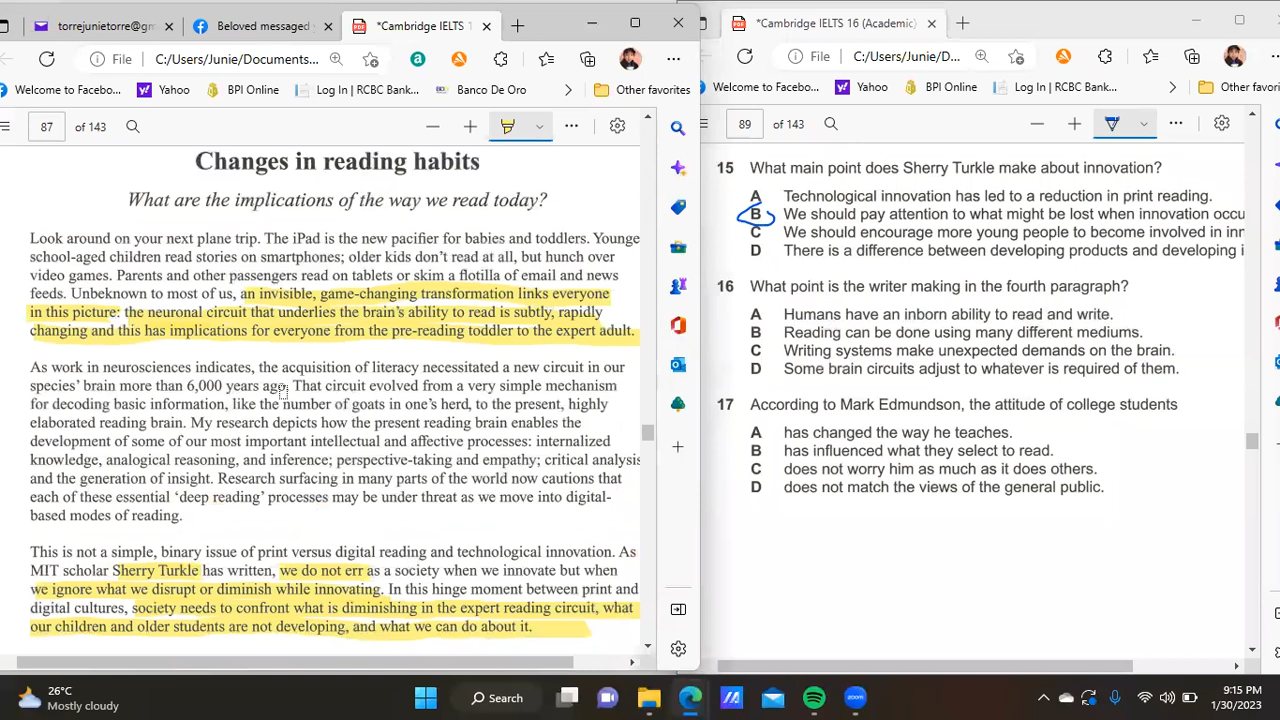 torrejunietorre@gm
Beloved messaged y
*Cambridge IELTS 1
*Cambridge IELTS 16 (Academic)
File
C:/Users/Junie/Documents...
File
C:/Users/Junie/D...
Welcome to Facebo...
Yahoo
BPI Online
Log In | RCBC Bank...
Banco De Oro
Other favorites
Welcome to Facebo...
Yahoo
BPI Online
Log In | RCBC Bank...
Other favo
87 of 143
89 of 143
Changes in reading habits
What are the implications of the way we read today?
Look around on your next plane trip. The iPad is the new pacifier for babies and toddlers. Younge
school-aged children read stories on smartphones; older kids don't read at all, but hunch over
video games. Parents and other passengers read on tablets or skim a flotilla of email and news
feeds. Unbeknown to most of us, an invisible, game-changing transformation links everyone
in this picture: the neuronal circuit that underlies the brain's ability to read is subtly, rapidly
changing and this has implications for everyone from the pre-reading toddler to the expert adult.
As work in neurosciences indicates, the acquisition of literacy necessitated a new circuit in our
species' brain more than 6,000 years ago. That circuit evolved from a very simple mechanism
for decoding basic information, like the number of goats in one's herd, to the present, highly
elaborated reading brain. My research depicts how the present reading brain enables the
development of some of our most important intellectual and affective processes: internalized
knowledge, analogical reasoning, and inference; perspective-taking and empathy; critical analysis
and the generation of insight. Research surfacing in many parts of the world now cautions that
each of these essential 'deep reading' processes may be under threat as we move into digital-
based modes of reading.
This is not a simple, binary issue of print versus digital reading and technological innovation. As
MIT scholar Sherry Turkle has written, we do not err as a society when we innovate but when
we ignore what we disrupt or diminish while innovating. In this hinge moment between print and
digital cultures, society needs to confront what is diminishing in the expert reading circuit, what
our children and older students are not developing, and what we can do about it.
15 What main point does Sherry Turkle make about innovation?
A Technological innovation has led to a reduction in print reading.
B We should pay attention to what might be lost when innovation occu
C We should encourage more young people to become involved in inn
D There is a difference between developing products and developing i
16 What point is the writer making in the fourth paragraph?
A Humans have an inborn ability to read and write.
B Reading can be done using many different mediums.
C Writing systems make unexpected demands on the brain.
D Some brain circuits adjust to whatever is required of them.
17 According to Mark Edmundson, the attitude of college students
A has changed the way he teaches.
B has influenced what they select to read.
C does not worry him as much as it does others.
D does not match the views of the general public.
26°C
Mostly cloudy
Search
zoom
9:15 PM
1/30/2023